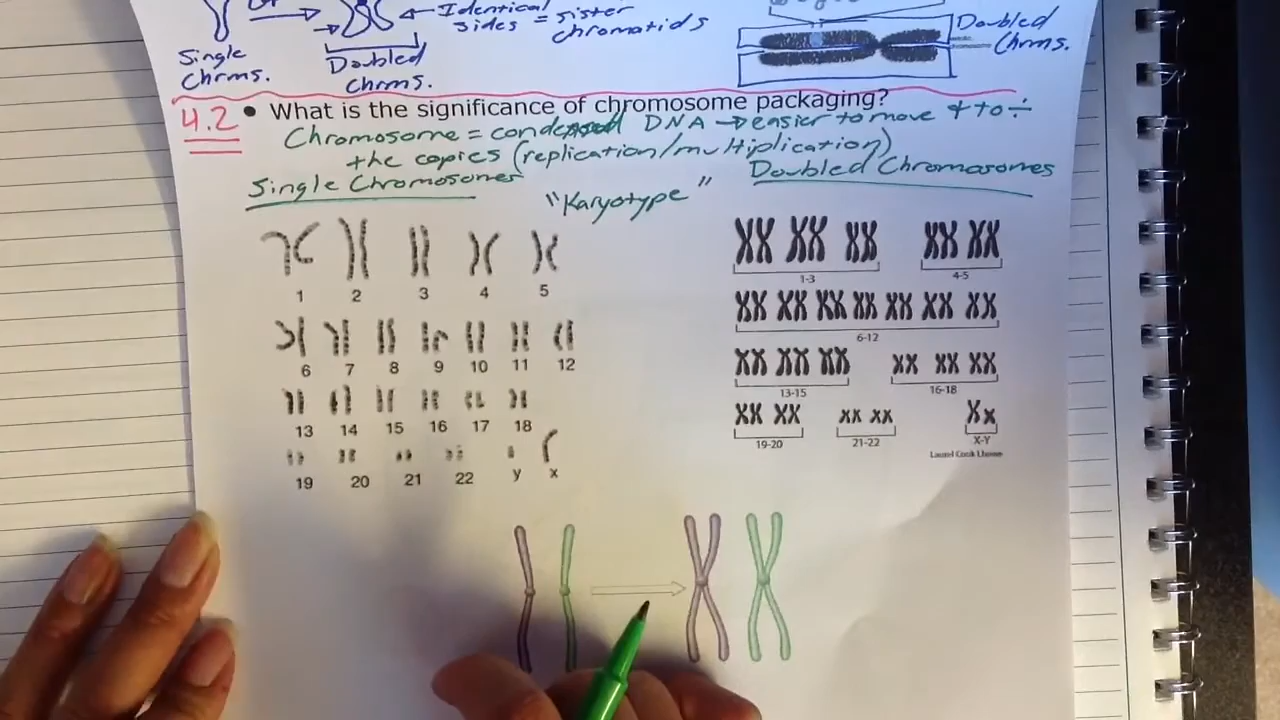 Single
Chrms.
Doubled
Chrms.
Identical
sides = sister
chromatids
Doubled
Chrms.
chromosome
4.2 • What is the significance of chromosome packaging?
Chromosome = condensed DNA → easier to move & to ÷
the copies (replication/multiplication)
Single Chromosomes
"Karyotype"
Doubled Chromosomes
1 2 3 4 5
6 7 8 9 10 11 12
13 14 15 16 17 18
19 20 21 22 y x
1-3 4-5
6-12
13-15 16-18
19-20 21-22 X-Y